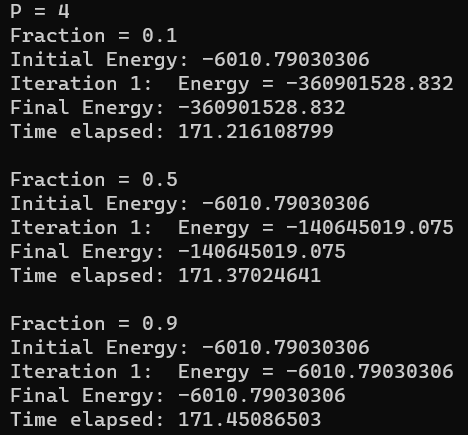 P = 4
Fraction = 0.1
Initial Energy: -6010.79030306
Iteration 1:  Energy = -360901528.832
Final Energy: -360901528.832
Time elapsed: 171.216108799

Fraction = 0.5
Initial Energy: -6010.79030306
Iteration 1:  Energy = -140645019.075
Final Energy: -140645019.075
Time elapsed: 171.37024641

Fraction = 0.9
Initial Energy: -6010.79030306
Iteration 1:  Energy = -6010.79030306
Final Energy: -6010.79030306
Time elapsed: 171.45086503